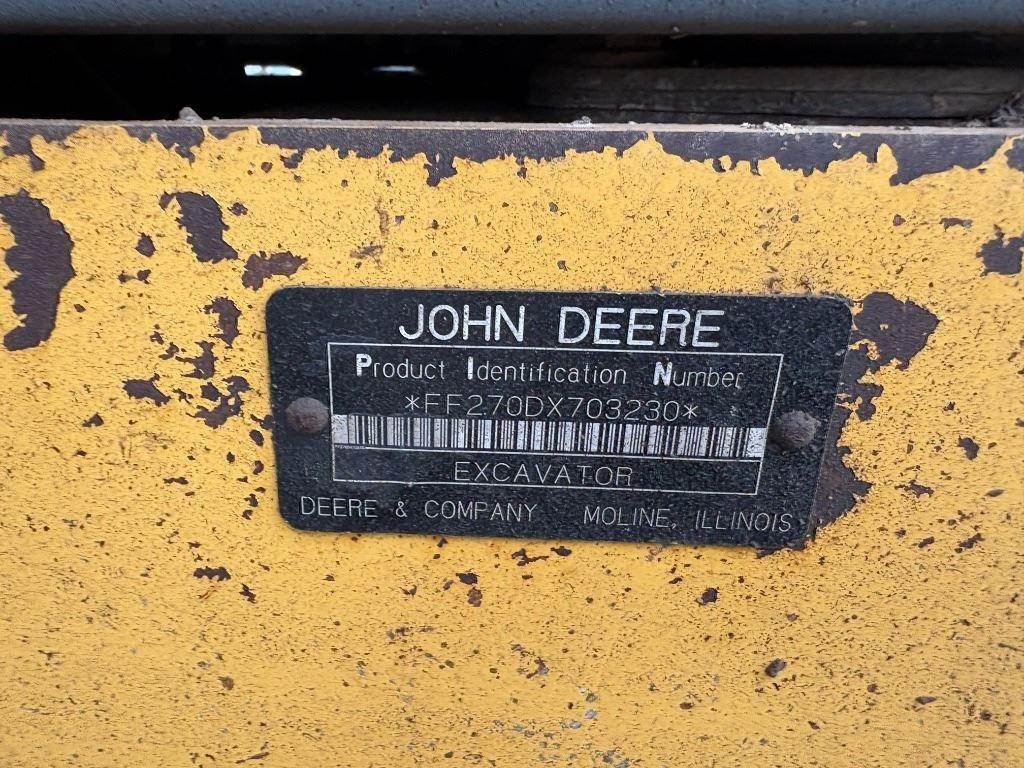 JOHN DEERE
Product Identification Number
*FF270DX703230*
EXCAVATOR
DEERE & COMPANY MOLINE, ILLINOIS